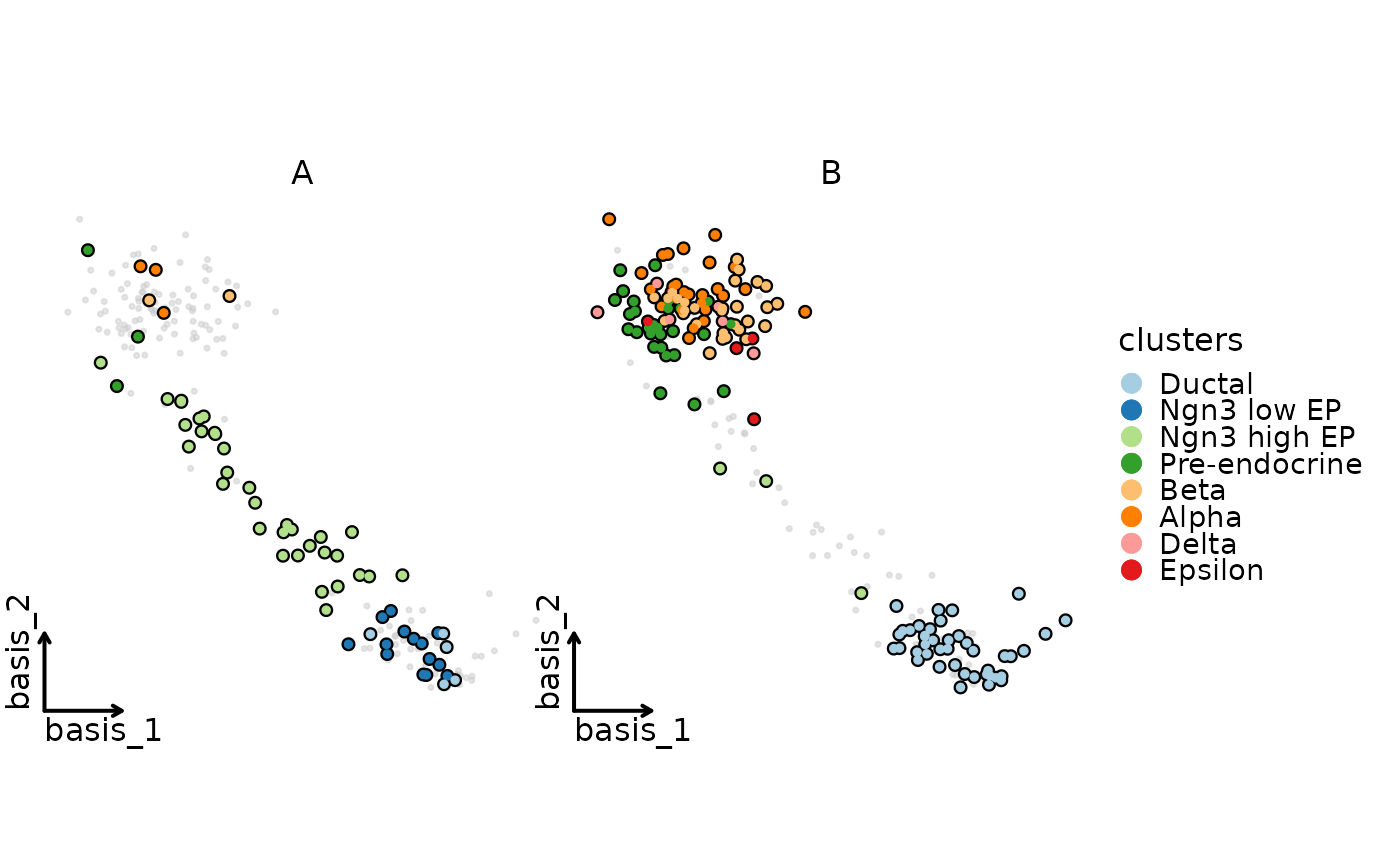 A
B
clusters
Ductal
Ngn3 low EP
Ngn3 high EP
Pre-endocrine
Beta
Alpha
Delta
Epsilon
basis_2
basis_1
basis_2
basis_1